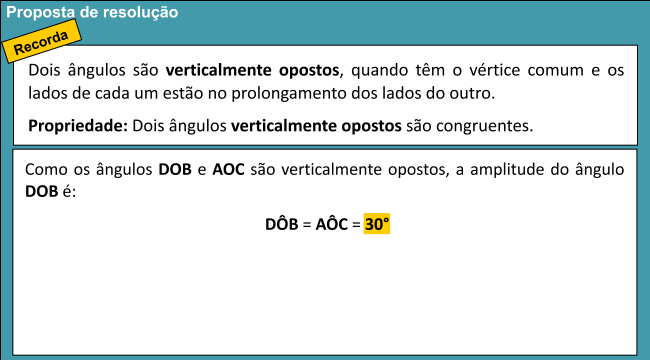 Proposta de resolução
Recorda
Dois ângulos são verticalmente opostos, quando têm o vértice comum e os
lados de cada um estão no prolongamento dos lados do outro.
Propriedade: Dois ângulos verticalmente opostos são congruentes.
Como os ângulos DOB e AOC são verticalmente opostos, a amplitude do ângulo
DOB é:
DÔB = AÔC = 30°